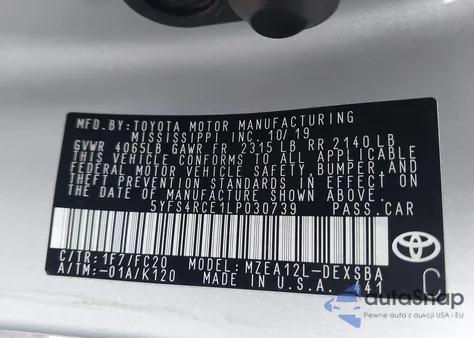 MFD.BY:TOYOTA MOTOR MANUFACTURING
MISSISSIPPI INC. 10/19
GVWR 4065LB GAWR FR 2315 LB RR 2140 LB
THIS VEHICLE CONFORMS TO ALL APPLICABLE
FEDERAL MOTOR VEHICLE SAFETY, BUMPER, AND
THEFT PREVENTION STANDARDS IN EFFECT ON
THE DATE OF MANUFACTURE SHOWN ABOVE.
5YFS4RCE1LP030739 PASS.CAR
C/TR:1F7/FC20 MODEL:MZEA12L-DEXSBA
A/TM:-01A/K120 MADE IN U.S.A. 441
TOYOTA
C
autaSnap
Pewne auta z aukcji USA i EU